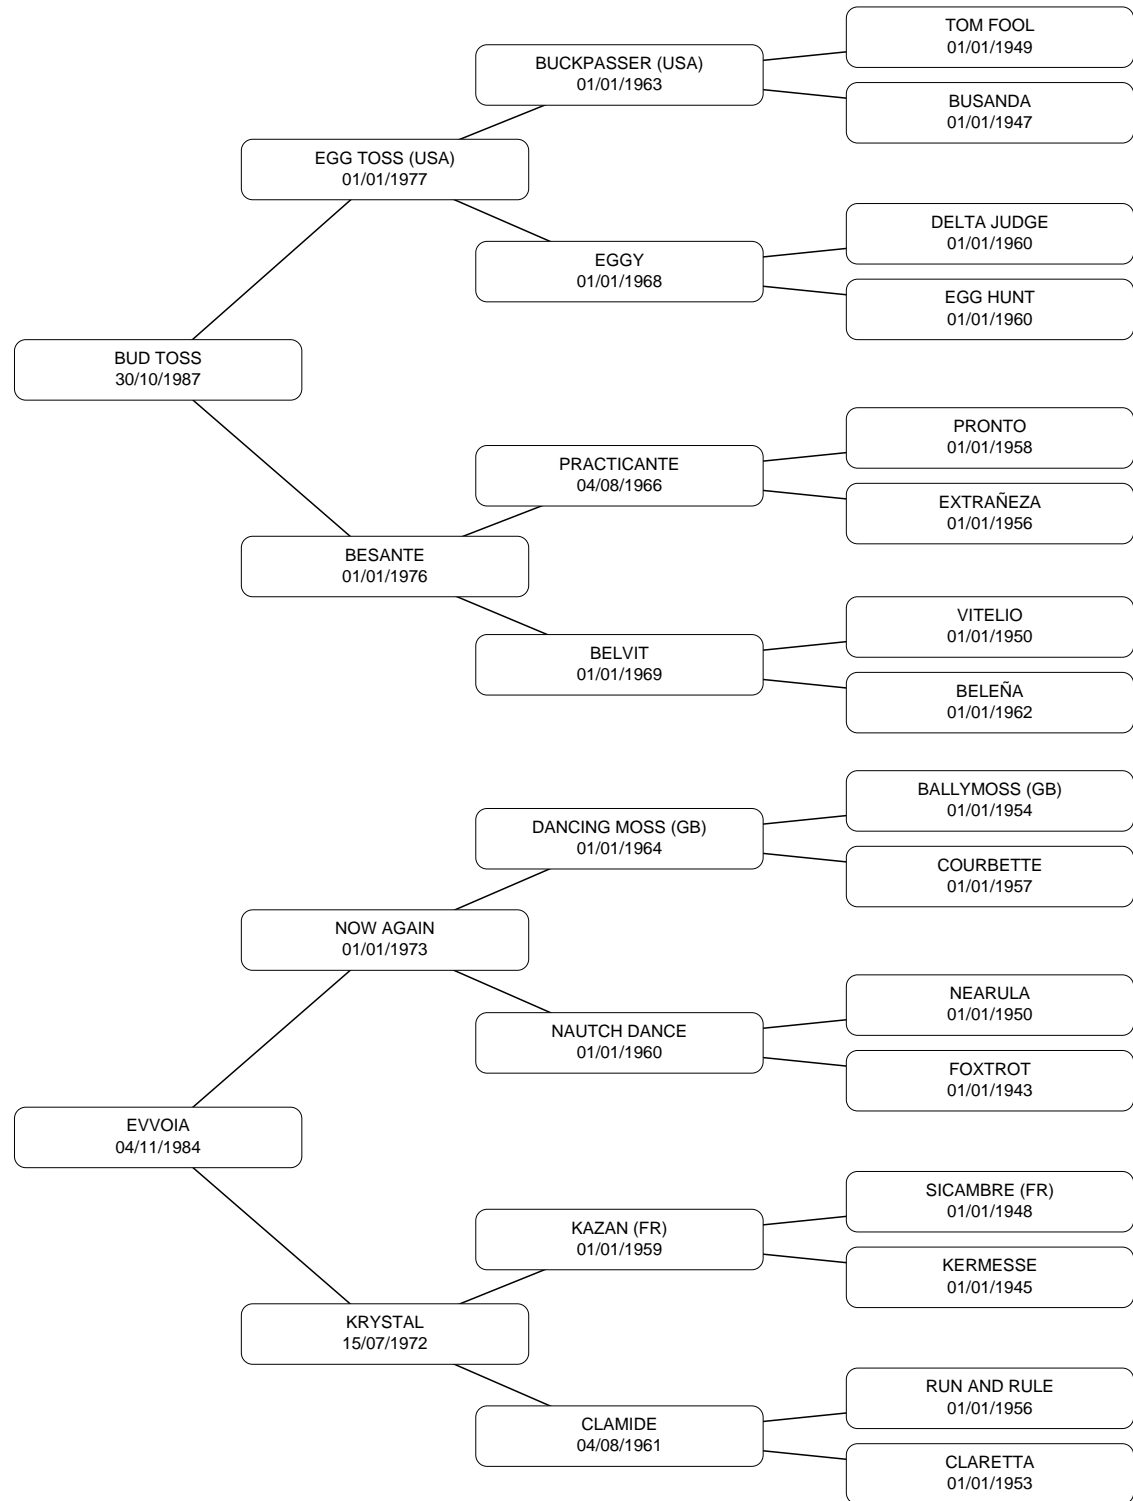 TOM FOOL
01/01/1949
BUCKPASSER (USA)
01/01/1963
BUSANDA
01/01/1947
EGG TOSS (USA)
01/01/1977
DELTA JUDGE
01/01/1960
EGGY
01/01/1968
EGG HUNT
01/01/1960
BUD TOSS
30/10/1987
PRONTO
01/01/1958
PRACTICANTE
04/08/1966
EXTRAÑEZA
01/01/1956
BESANTE
01/01/1976
VITELIO
01/01/1950
BELVIT
01/01/1969
BELEÑA
01/01/1962
BALLYMOSS (GB)
01/01/1954
DANCING MOSS (GB)
01/01/1964
COURBETTE
01/01/1957
NOW AGAIN
01/01/1973
NEARULA
01/01/1950
NAUTCH DANCE
01/01/1960
FOXTROT
01/01/1943
EVVOIA
04/11/1984
SICAMBRE (FR)
01/01/1948
KAZAN (FR)
01/01/1959
KERMESSE
01/01/1945
KRYSTAL
15/07/1972
RUN AND RULE
01/01/1956
CLAMIDE
04/08/1961
CLARETTA
01/01/1953